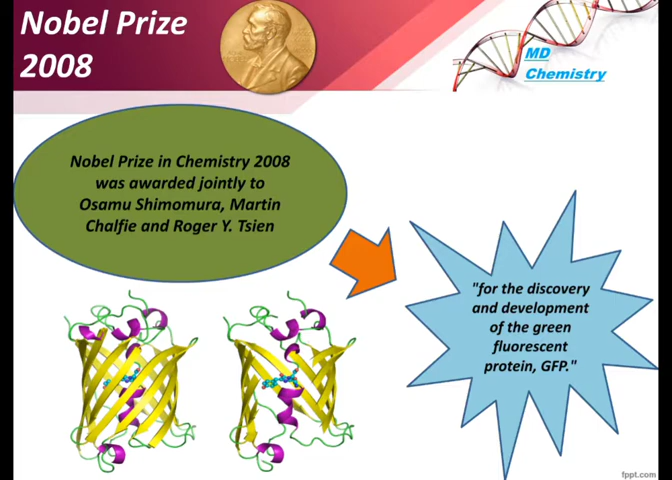 Nobel Prize
2008
MD
Chemistry
Nobel Prize in Chemistry 2008
was awarded jointly to
Osamu Shimomura, Martin
Chalfie and Roger Y. Tsien
"for the discovery
and development
of the green
fluorescent
protein, GFP."
fppt.com